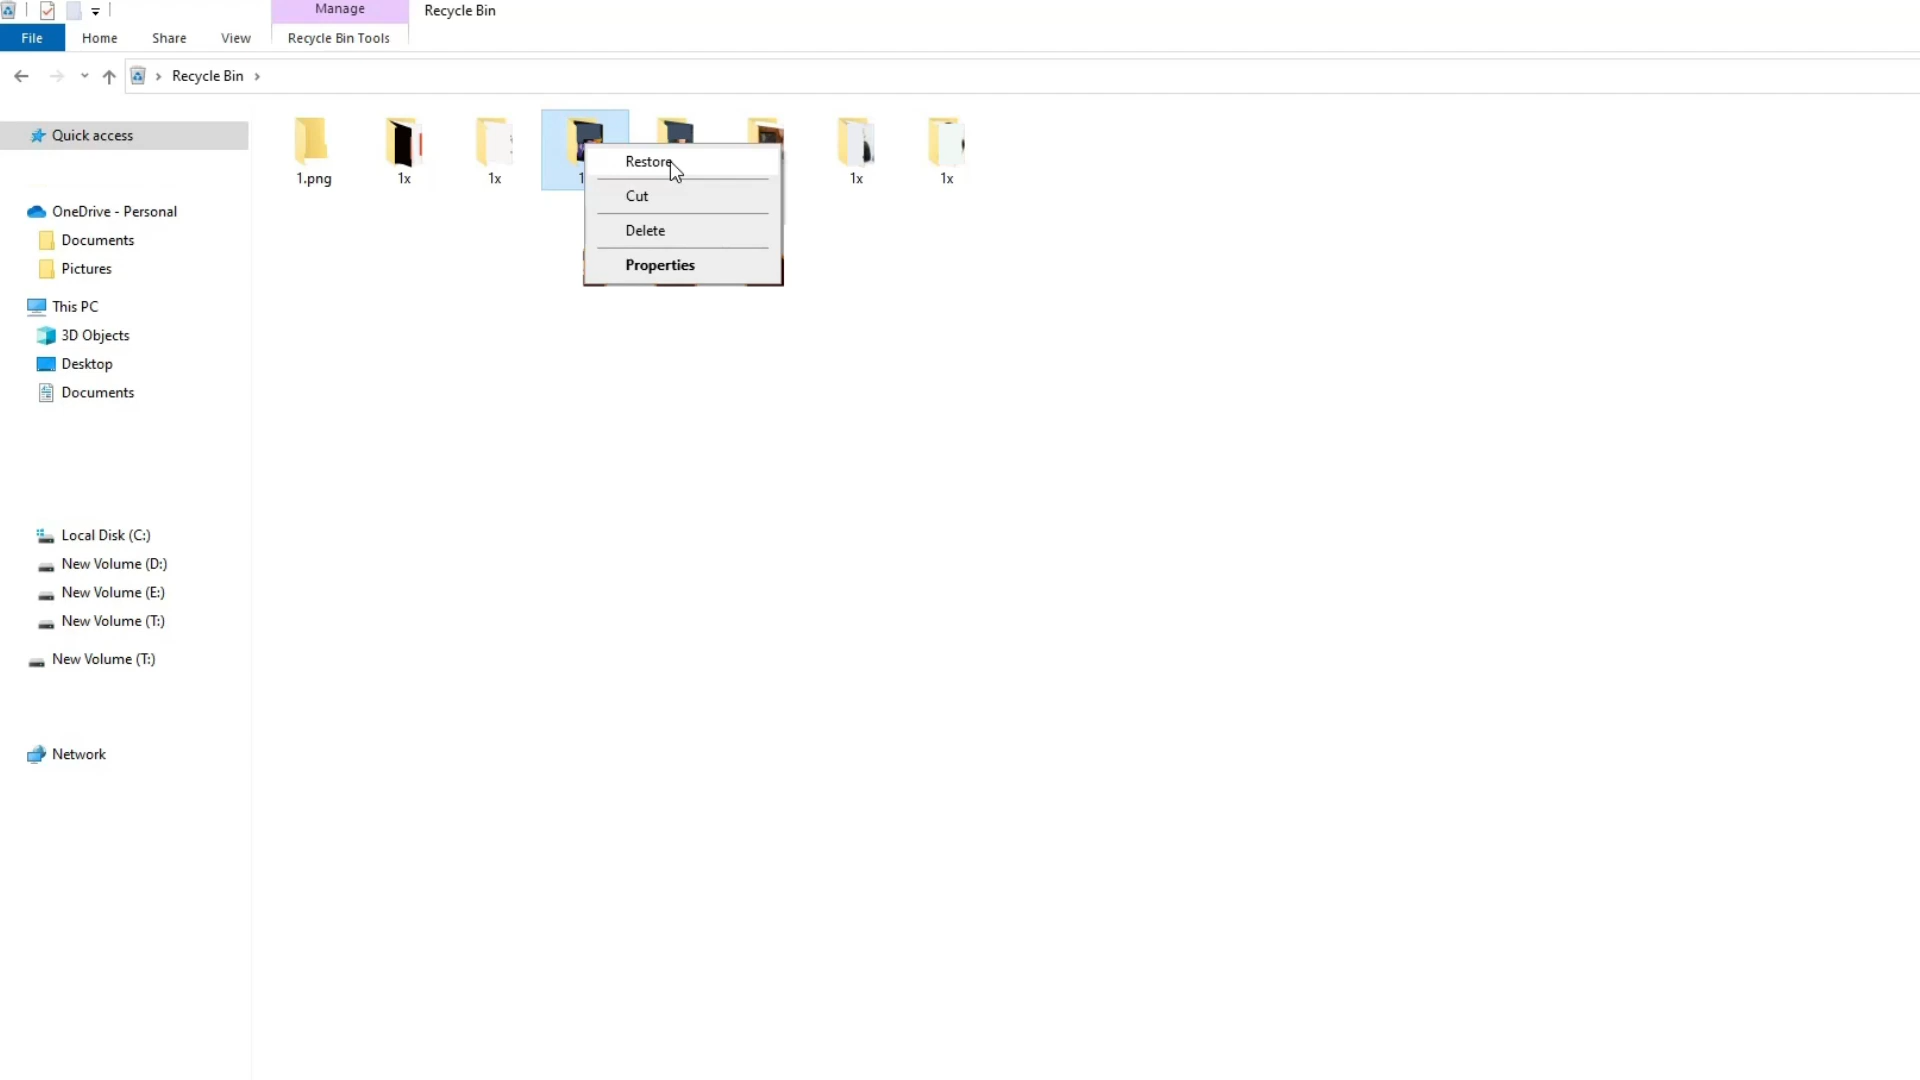 Manage
Recycle Bin
File
Home
Share
View
Recycle Bin Tools
Recycle Bin
Quick access
OneDrive - Personal
Documents
Pictures
This PC
3D Objects
Desktop
Documents
Local Disk (C:)
New Volume (D:)
New Volume (E:)
New Volume (T:)
New Volume (T:)
Network
1.png
1x
1x
1x
1x
Restore
Cut
Delete
Properties